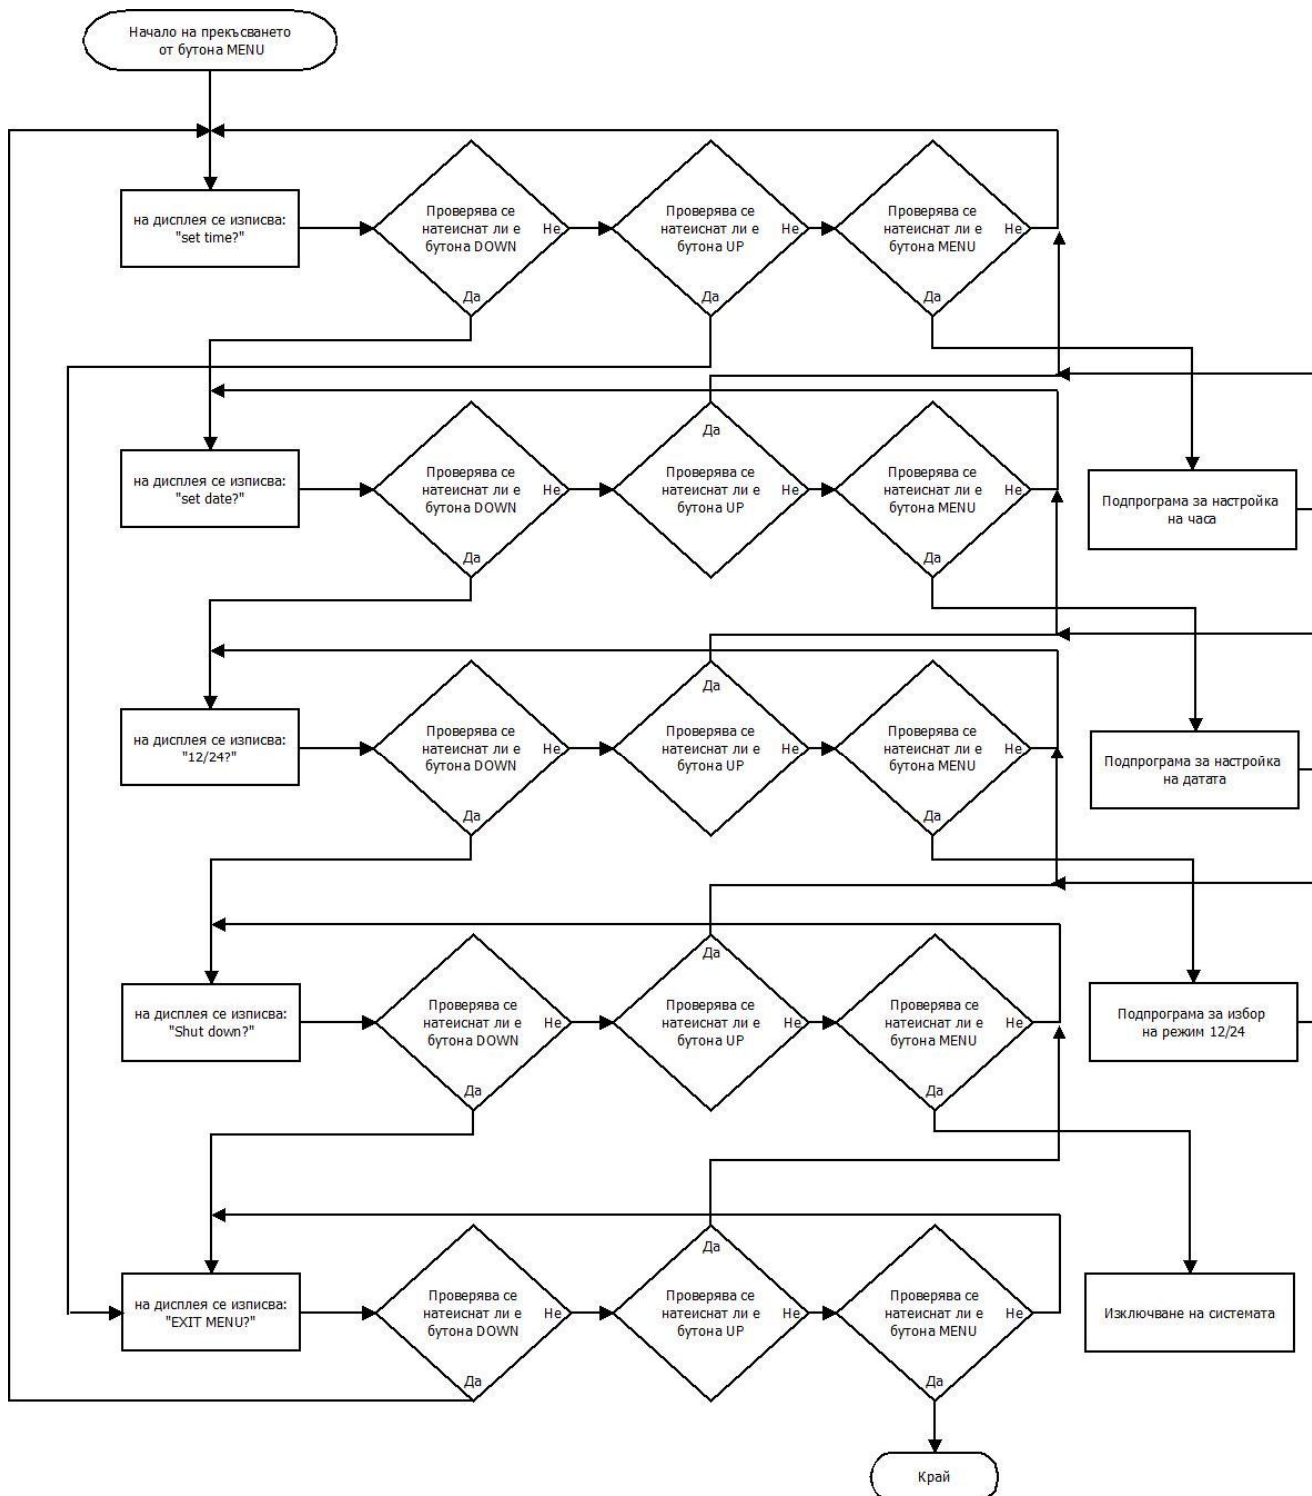 Начало на прекъсването
от бутона MENU
на дисплея се изписва:
"set time?"
Проверява се
натеиснат ли е
бутона DOWN
Не
Да
Проверява се
натеиснат ли е
бутона UP
Не
Да
Проверява се
натеиснат ли е
бутона MENU
Не
Да
на дисплея се изписва:
"set date?"
Проверява се
натеиснат ли е
бутона DOWN
Не
Да
Да
Проверява се
натеиснат ли е
бутона UP
Не
Проверява се
натеиснат ли е
бутона MENU
Не
Да
Подпрограма за настройка
на часа
на дисплея се изписва:
"12/24?"
Проверява се
натеиснат ли е
бутона DOWN
Не
Да
Да
Проверява се
натеиснат ли е
бутона UP
Не
Проверява се
натеиснат ли е
бутона MENU
Не
Да
Подпрограма за настройка
на датата
на дисплея се изписва:
"Shut down?"
Проверява се
натеиснат ли е
бутона DOWN
Не
Да
Да
Проверява се
натеиснат ли е
бутона UP
Не
Проверява се
натеиснат ли е
бутона MENU
Не
Да
Подпрограма за избор
на режим 12/24
на дисплея се изписва:
"EXIT MENU?"
Проверява се
натеиснат ли е
бутона DOWN
Не
Да
Да
Проверява се
натеиснат ли е
бутона UP
Не
Проверява се
натеиснат ли е
бутона MENU
Не
Да
Изключване на системата
Край